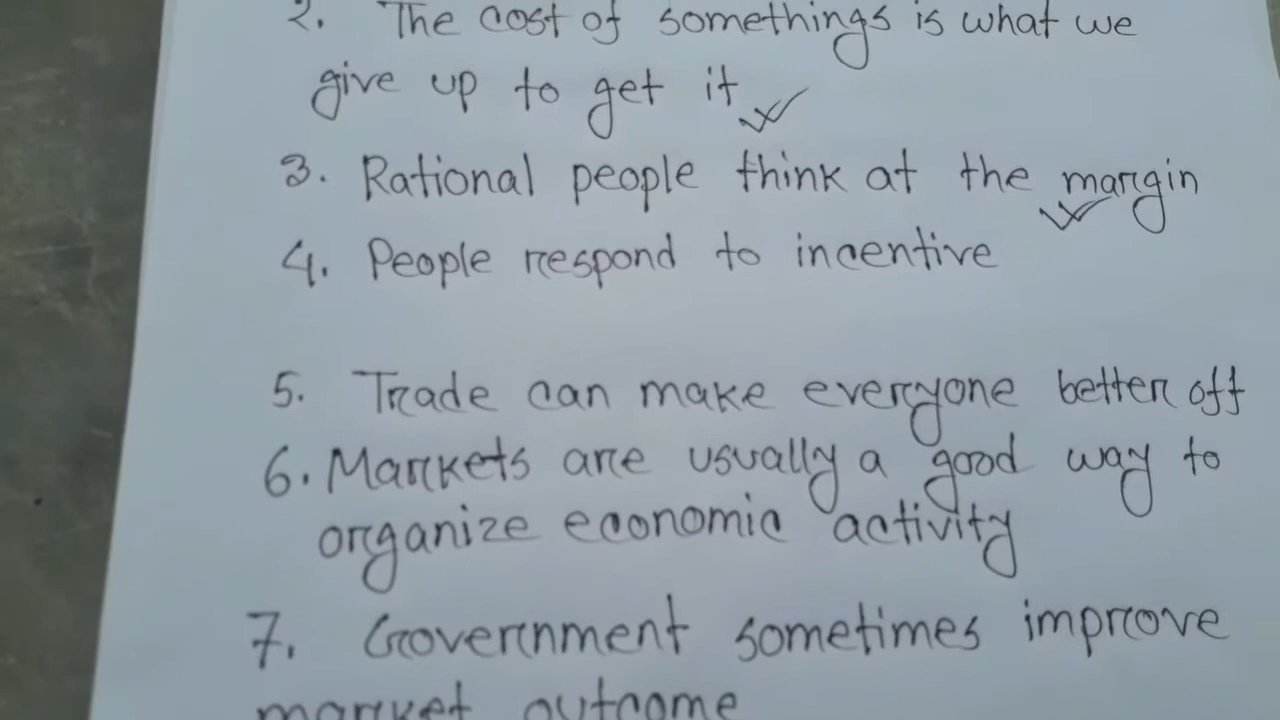 2. The cost of somethings is what we
give up to get it
3. Rational people think at the margin
4. People respond to incentive
5. Trade can make everyone better off
6. Markets are usually a good way to
organize economic activity
7. Government sometimes improve
market outcome